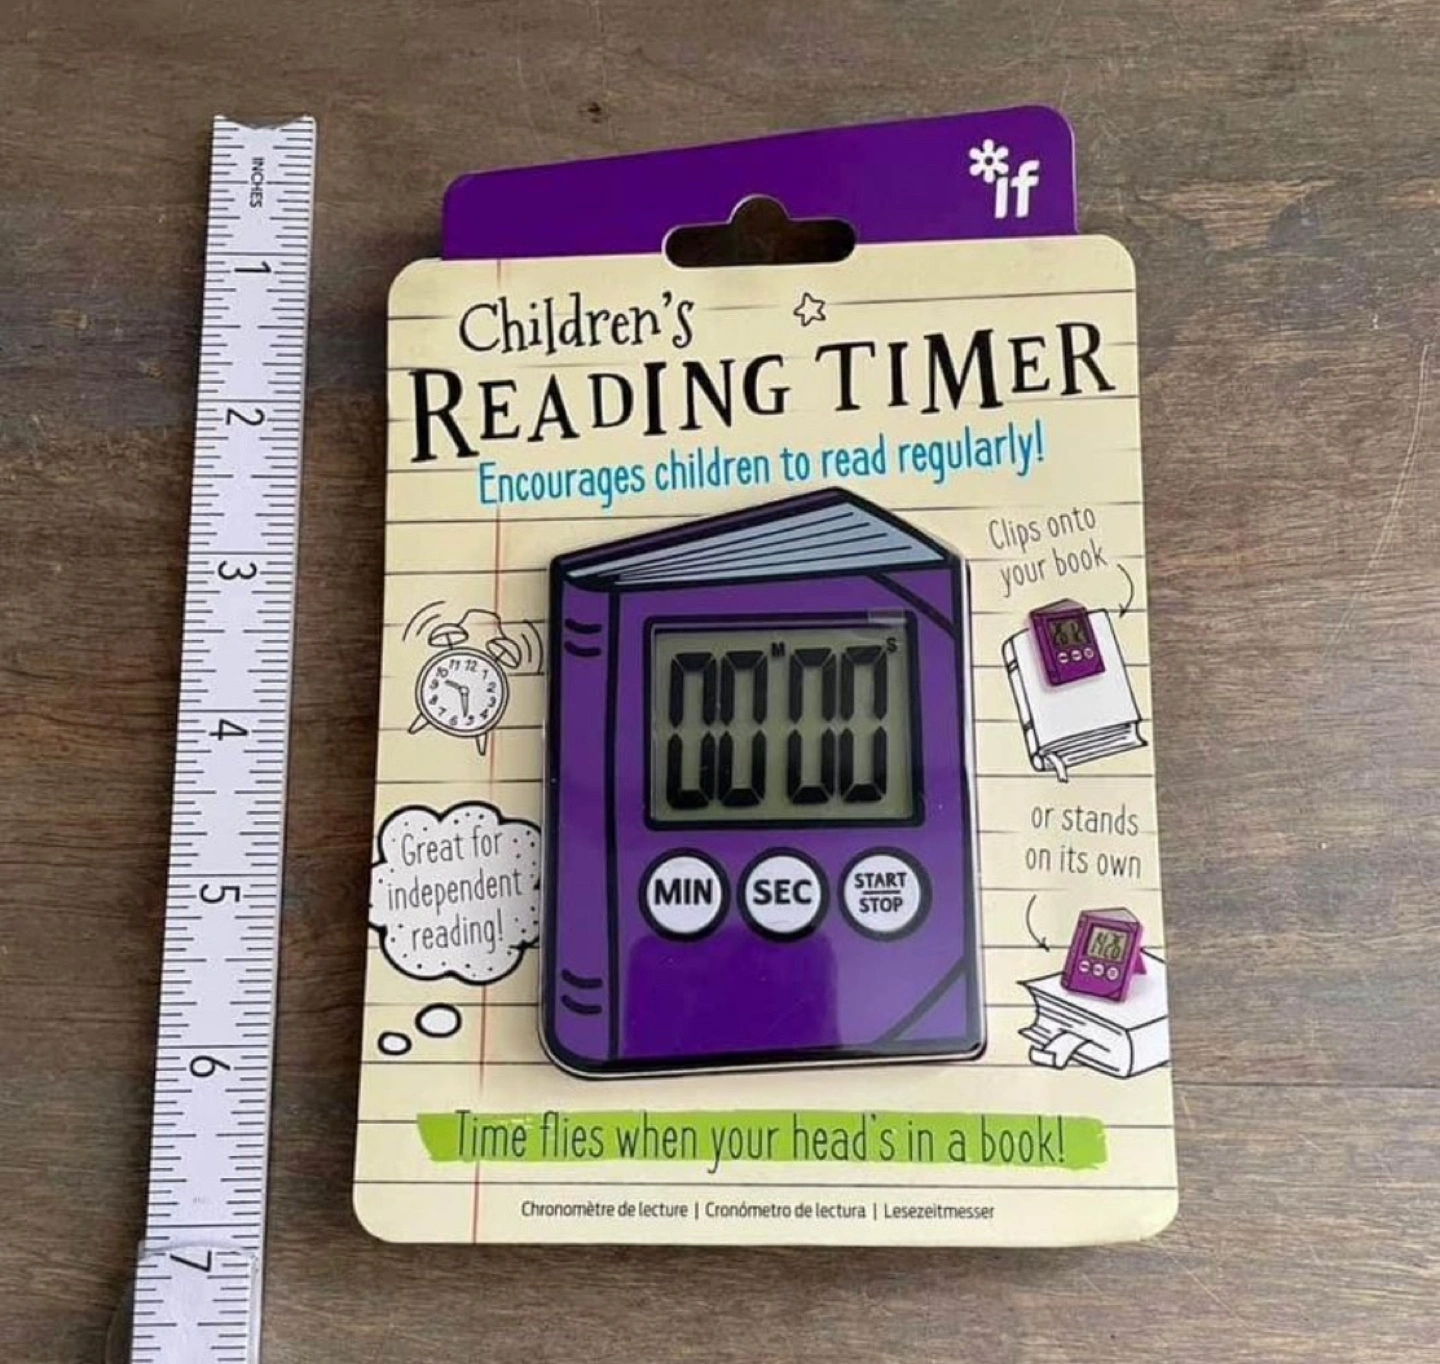 INCHES
1
2
3
4
5
6
7
*if
Children's
READING TIMER
Encourages children to read regularly!
Clips onto
your book
M S
00 00
Great for
independent
reading!
MIN SEC START
STOP
or stands
on its own
Time flies when your head's in a book!
Chronomètre de lecture | Cronómetro de lectura | Lesezeitmesser